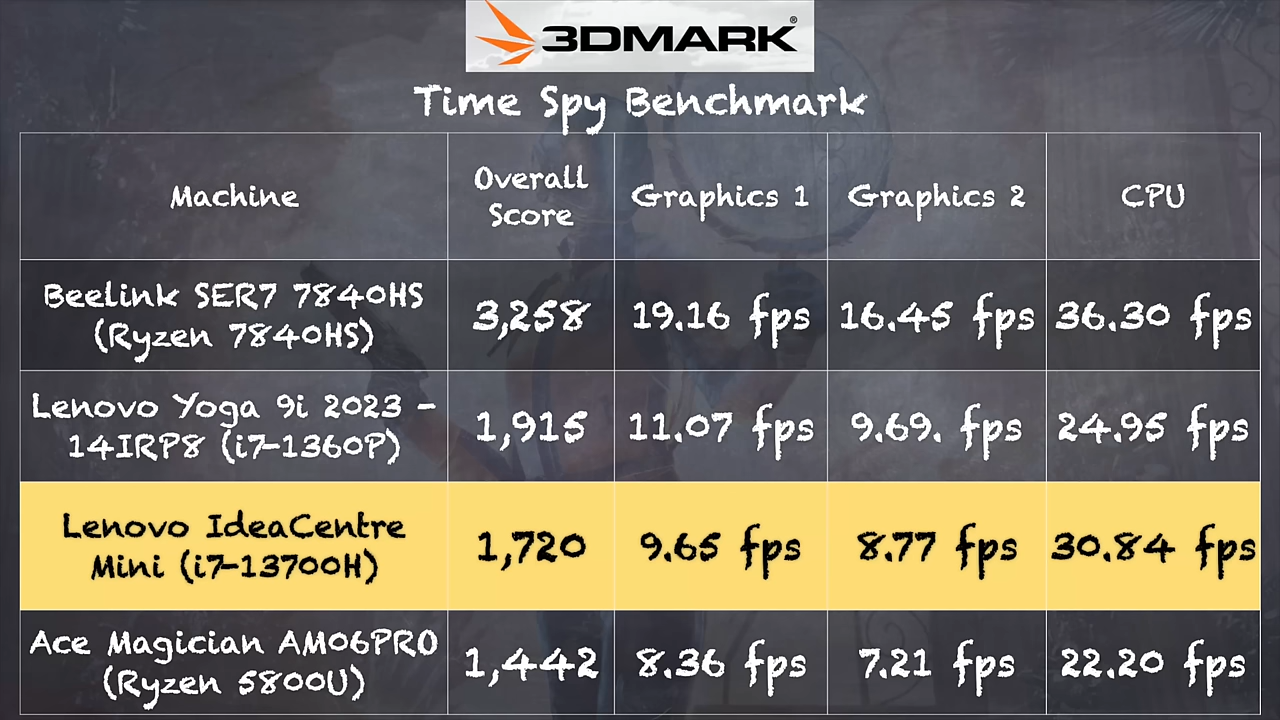 3DMARK®
Time Spy Benchmark
Machine
Overall
Score
Graphics 1
Graphics 2
CPU
Beelink SER7 7840HS
(Ryzen 7840HS)
3,258
19.16 fps
16.45 fps
36.30 fps
Lenovo Yoga 9i 2023 -
14IRP8 (i7-1360P)
1,915
11.07 fps
9.69. fps
24.95 fps
Lenovo IdeaCentre
Mini (i7-13700H)
1,720
9.65 fps
8.77 fps
30.84 fps
Ace Magician AM06PRO
(Ryzen 5800U)
1,442
8.36 fps
7.21 fps
22.20 fps